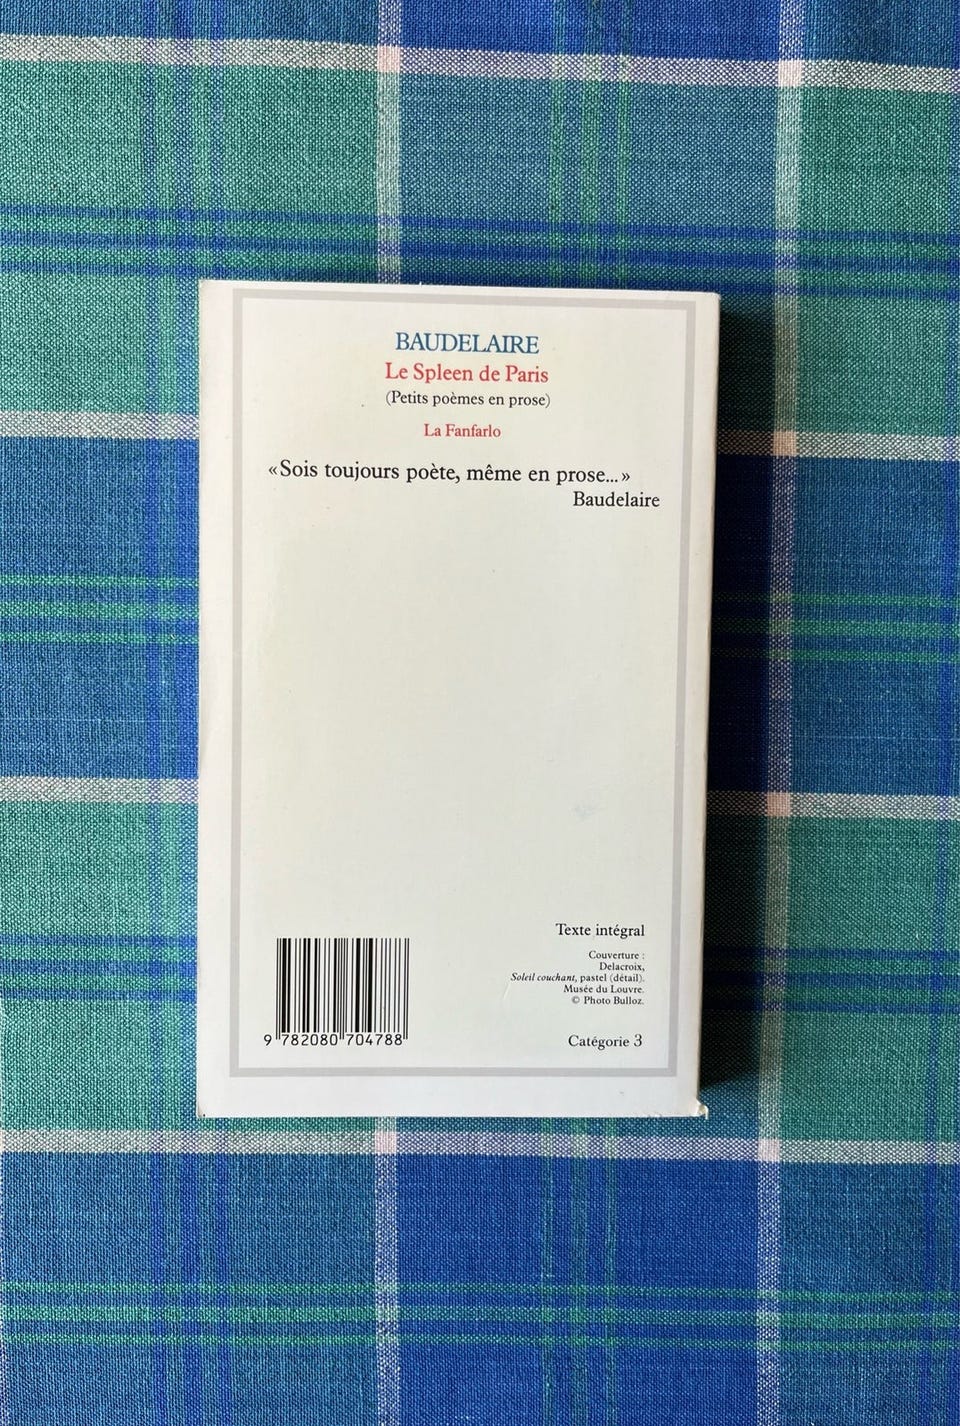 BAUDELAIRE
Le Spleen de Paris
(Petits poèmes en prose)
La Fanfarlo
«Sois toujours poète, même en prose...»
Baudelaire
Texte intégral
Couverture :
Delacroix,
Soleil couchant, pastel (détail).
Musée du Louvre.
© Photo Bulloz.
9 782080 704788
Catégorie 3